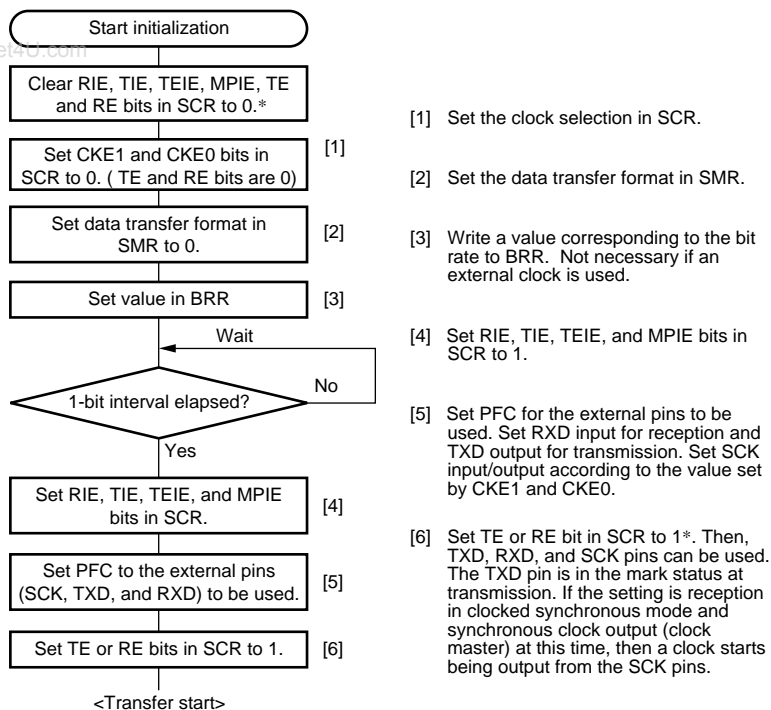 Start initialization
et4U.com
Clear RIE, TIE, TEIE, MPIE, TE
and RE bits in SCR to 0.*
Set CKE1 and CKE0 bits in
SCR to 0. ( TE and RE bits are 0)
[1]
Set data transfer format in
SMR to 0.
[2]
Set value in BRR
[3]
Wait
1-bit interval elapsed?
No
Yes
Set RIE, TIE, TEIE, and MPIE
bits in SCR.
[4]
Set PFC to the external pins
(SCK, TXD, and RXD) to be used.
[5]
Set TE or RE bits in SCR to 1.
[6]
<Transfer start>
[1] Set the clock selection in SCR.
[2] Set the data transfer format in SMR.
[3] Write a value corresponding to the bit
rate to BRR. Not necessary if an
external clock is used.
[4] Set RIE, TIE, TEIE, and MPIE bits in
SCR to 1.
[5] Set PFC for the external pins to be
used. Set RXD input for reception and
TXD output for transmission. Set SCK
input/output according to the value set
by CKE1 and CKE0.
[6] Set TE or RE bit in SCR to 1*. Then,
TXD, RXD, and SCK pins can be used.
The TXD pin is in the mark status at
transmission. If the setting is reception
in clocked synchronous mode and
synchronous clock output (clock
master) at this time, then a clock starts
being output from the SCK pins.